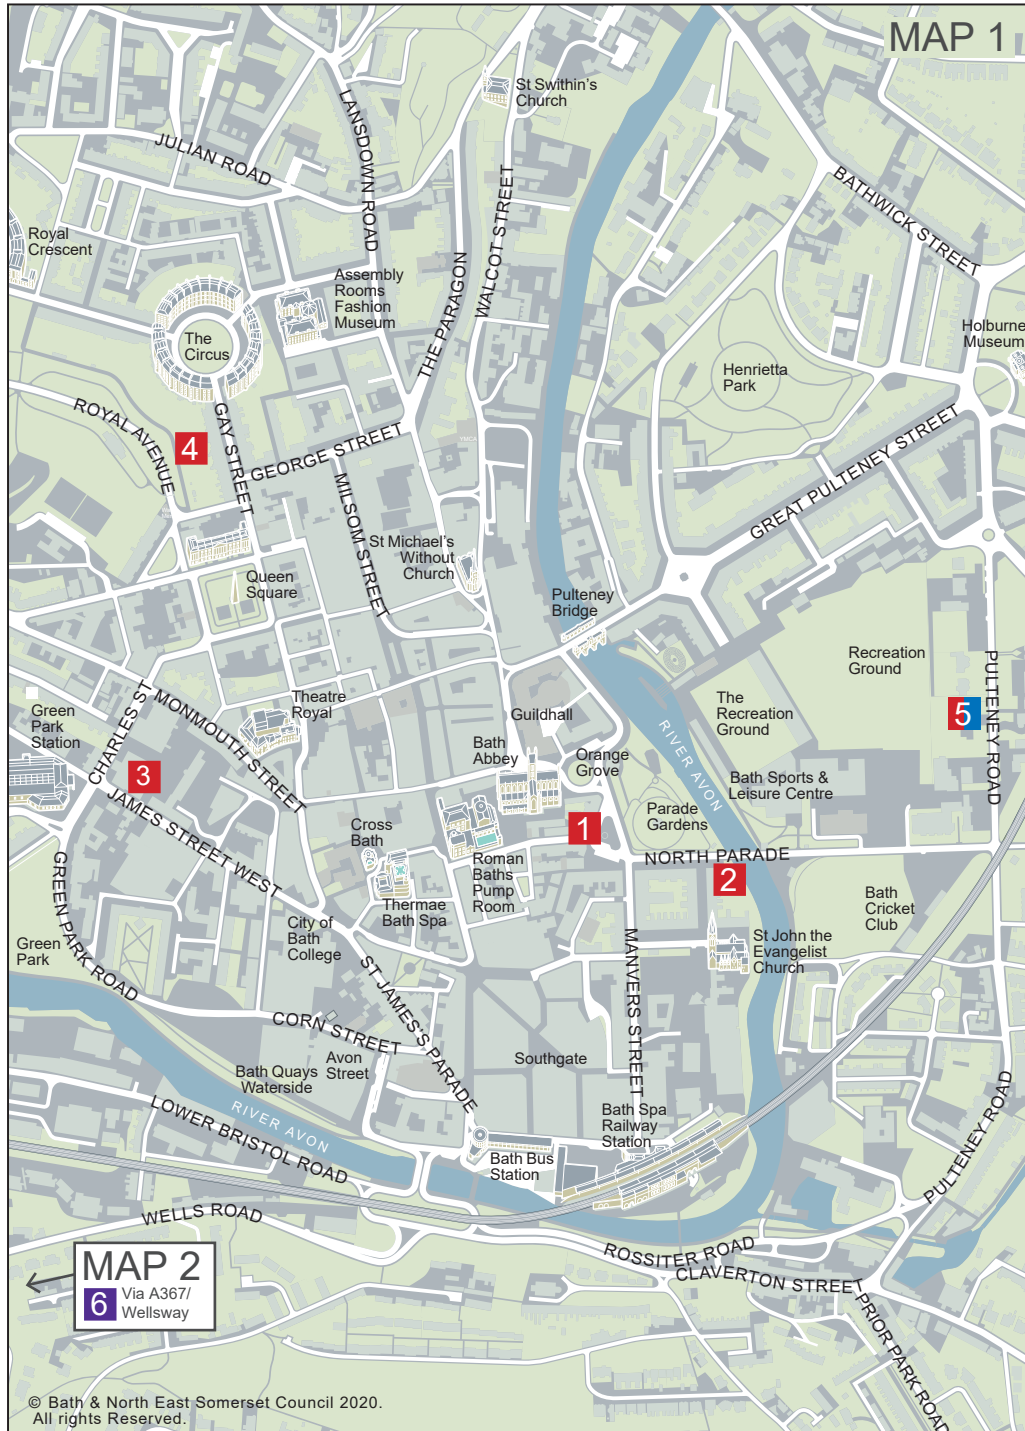 MAP 1
St Swithin's
Church
LANSDOWN ROAD
JULIAN ROAD
WALCOT STREET
BATHWICK STREET
Royal
Crescent
THE PARAGON
Assembly
Rooms
Fashion
Museum
The
Circus
Holburne
Museum
Henrietta
Park
ROYAL AVENUE
GAY STREET
4
GEORGE STREET
YMCA
GREAT PULTENEY STREET
MILSOM STREET
St Michael's
Without
Church
Queen
Square
Pulteney
Bridge
Recreation
Ground
PULTENEY ROAD
Green
Park
Station
CHARLES ST
MONMOUTH STREET
Theatre
Royal
Guildhall
The
Recreation
Ground
5
RIVER AVON
Bath
Abbey
Orange
Grove
3
JAMES STREET WEST
Bath Sports &
Leisure Centre
Parade
Gardens
Cross
Bath
1
NORTH PARADE
Roman
Baths
Pump
Room
2
GREEN PARK ROAD
Thermae
Bath Spa
Bath
Cricket
Club
City of
Bath
College
Green
Park
MANVERS STREET
St John the
Evangelist
Church
ST JAMES'S PARADE
CORN STREET
Avon
Street
Southgate
Bath Quays
Waterside
LOWER BRISTOL ROAD
RIVER AVON
Bath Spa
Railway
Station
Bath Bus
Station
PULTENEY ROAD
WELLS ROAD
ROSSITER ROAD
CLAVERTON STREET
MAP 2
6
Via A367/
Wellsway
PRIOR PARK ROAD
© Bath & North East Somerset Council 2020.
All rights Reserved.